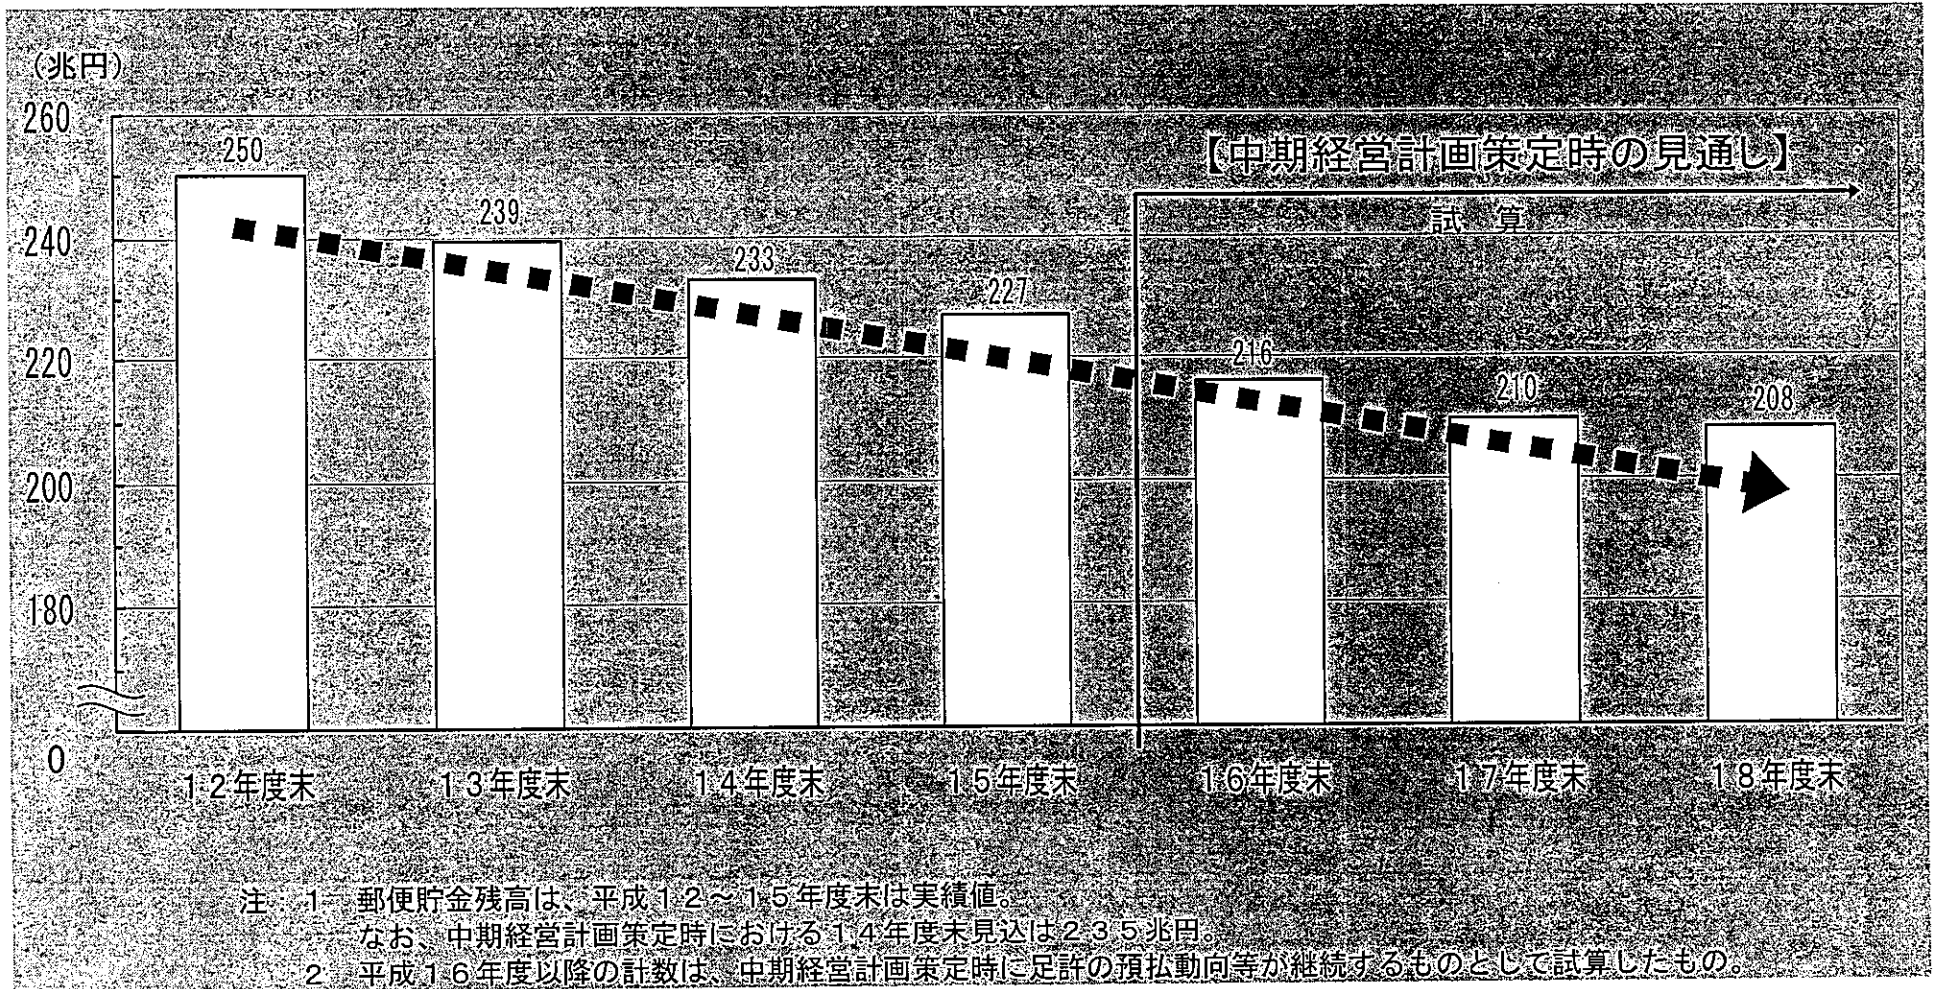 (兆円)
260
240
220
200
180
0
250
239
233
227
216
210
208
【中期経営計画策定時の見通し】
試 算
12年度末
13年度末
14年度末
15年度末
16年度末
17年度末
18年度末
注 1 郵便貯金残高は、平成12~15年度末は実績値。
なお、中期経営計画策定時における14年度末見込は235兆円。
2 平成16年度以降の計数は、中期経営計画策定時に足許の預払動向等が継続するものとして試算したもの。